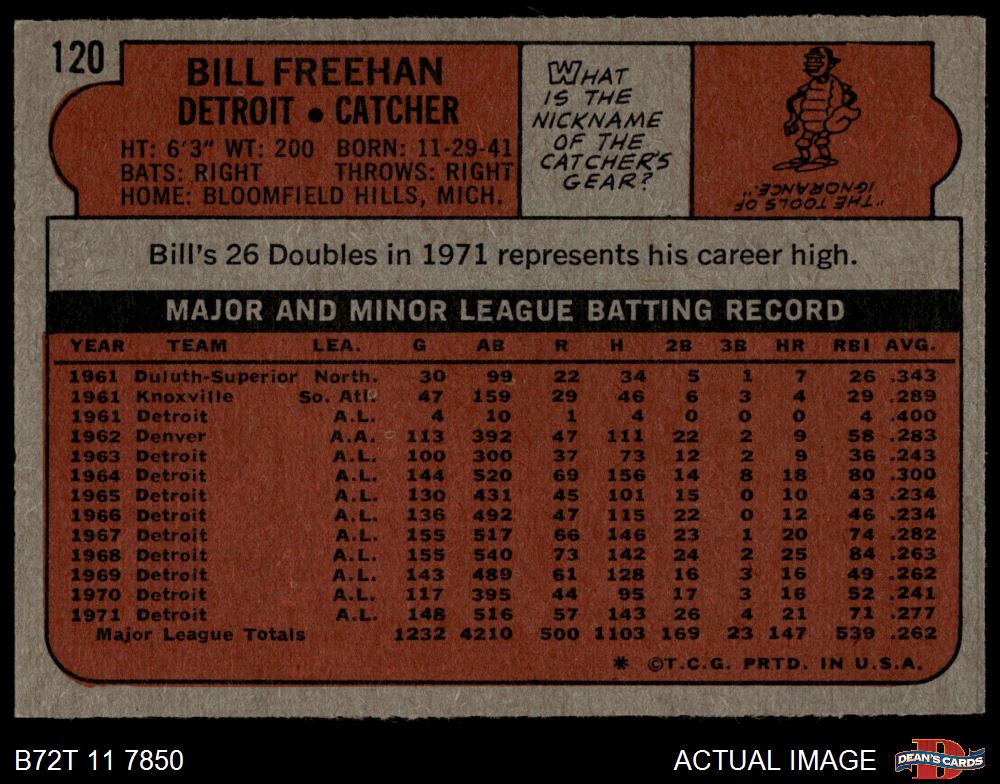 120
BILL FREEHAN
DETROIT • CATCHER
HT: 6'3" WT: 200 BORN: 11-29-41
BATS: RIGHT THROWS: RIGHT
HOME: BLOOMFIELD HILLS, MICH.
WHAT
IS THE
NICKNAME
OF THE
CATCHER'S
GEAR?
"THE TOOLS OF
IGNORANCE".
Bill's 26 Doubles in 1971 represents his career high.
MAJOR AND MINOR LEAGUE BATTING RECORD
YEAR TEAM LEA. G AB R H 2B 3B HR RBI AVG.
1961 Duluth-Superior North. 30 99 22 34 5 1 7 26 .343
1961 Knoxville So. Atl. 47 159 29 46 6 3 4 29 .289
1961 Detroit A.L. 4 10 1 4 0 0 0 4 .400
1962 Denver A.A. 113 392 47 111 22 2 9 58 .283
1963 Detroit A.L. 100 300 37 73 12 2 9 36 .243
1964 Detroit A.L. 144 520 69 156 14 8 18 80 .300
1965 Detroit A.L. 130 431 45 101 15 0 10 43 .234
1966 Detroit A.L. 136 492 47 115 22 0 12 46 .234
1967 Detroit A.L. 155 517 66 146 23 1 20 74 .282
1968 Detroit A.L. 155 540 73 142 24 2 25 84 .263
1969 Detroit A.L. 143 489 61 128 16 3 16 49 .262
1970 Detroit A.L. 117 395 44 95 17 3 16 52 .241
1971 Detroit A.L. 148 516 57 143 26 4 21 71 .277
Major League Totals 1232 4210 500 1103 169 23 147 539 .262
* ©T.C.G. PRTD. IN U.S.A.
B72T 11 7850
ACTUAL IMAGE
DEAN'S CARDS